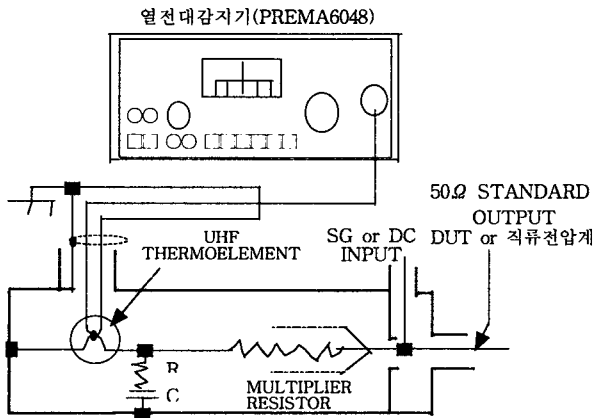 열전대감지기(PREMA6048)
50Ω STANDARD
OUTPUT
DUT or 직류전압계
UHF
THERMOELEMENT
SG or DC
INPUT
R
C
MULTIPLIER
RESISTOR